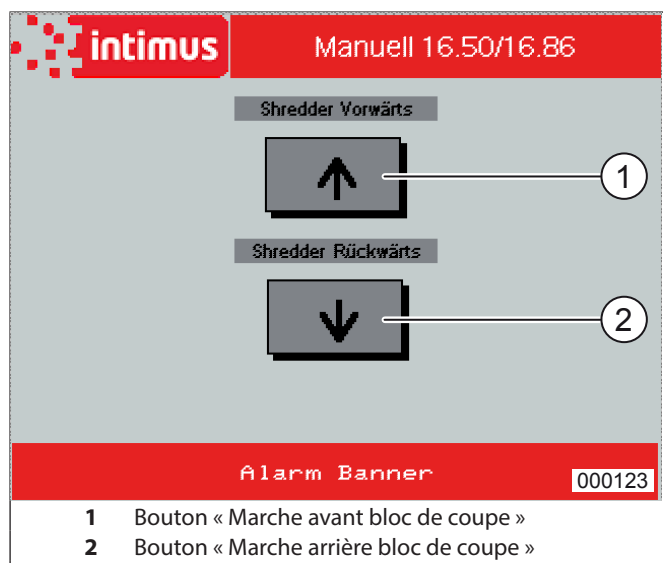 intimus
Manuell 16.50/16.86
Shredder Vorwärts
1
Shredder Rückwärts
2
Alarm Banner
000123
1 Bouton « Marche avant bloc de coupe »
2 Bouton « Marche arrière bloc de coupe »